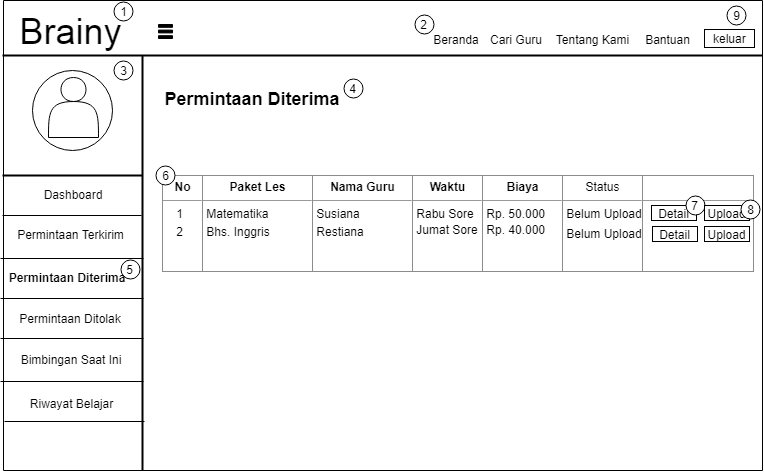 Brainy 1
2 Beranda Cari Guru Tentang Kami Bantuan 9 keluar
3
4 Permintaan Diterima
6 No Paket Les Nama Guru Waktu Biaya Status
1 Matematika Susiana Rabu Sore Rp. 50.000 Belum Upload Detail 7 Upload 8
2 Bhs. Inggris Restiana Jumat Sore Rp. 40.000 Belum Upload Detail Upload
Dashboard
Permintaan Terkirim
Permintaan Diterima 5
Permintaan Ditolak
Bimbingan Saat Ini
Riwayat Belajar